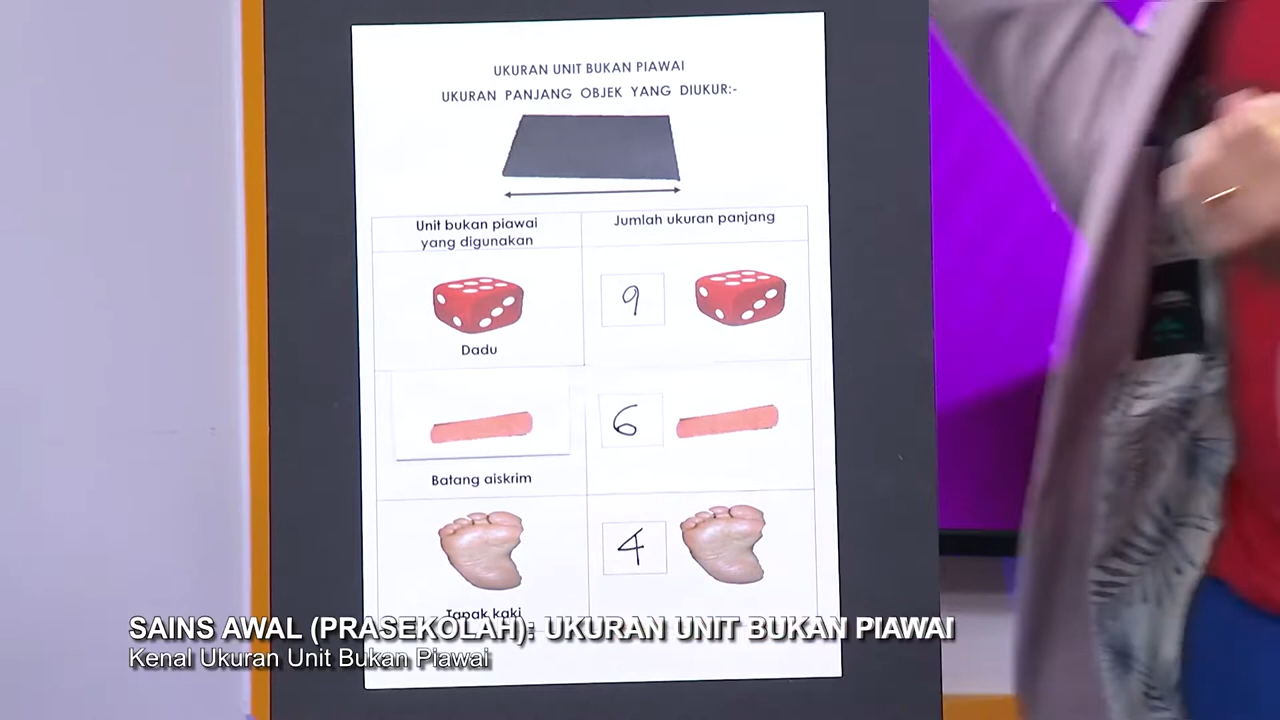 UKURAN UNIT BUKAN PIAWAI
UKURAN PANJANG OBJEK YANG DIUKUR:-
Unit bukan piawai
yang digunakan
Jumlah ukuran panjang
9
Dadu
6
Batang aiskrim
4
Tapak kaki
SAINS AWAL (PRASEKOLAH): UKURAN UNIT BUKAN PIAWAI
Kenal Ukuran Unit Bukan Piawai